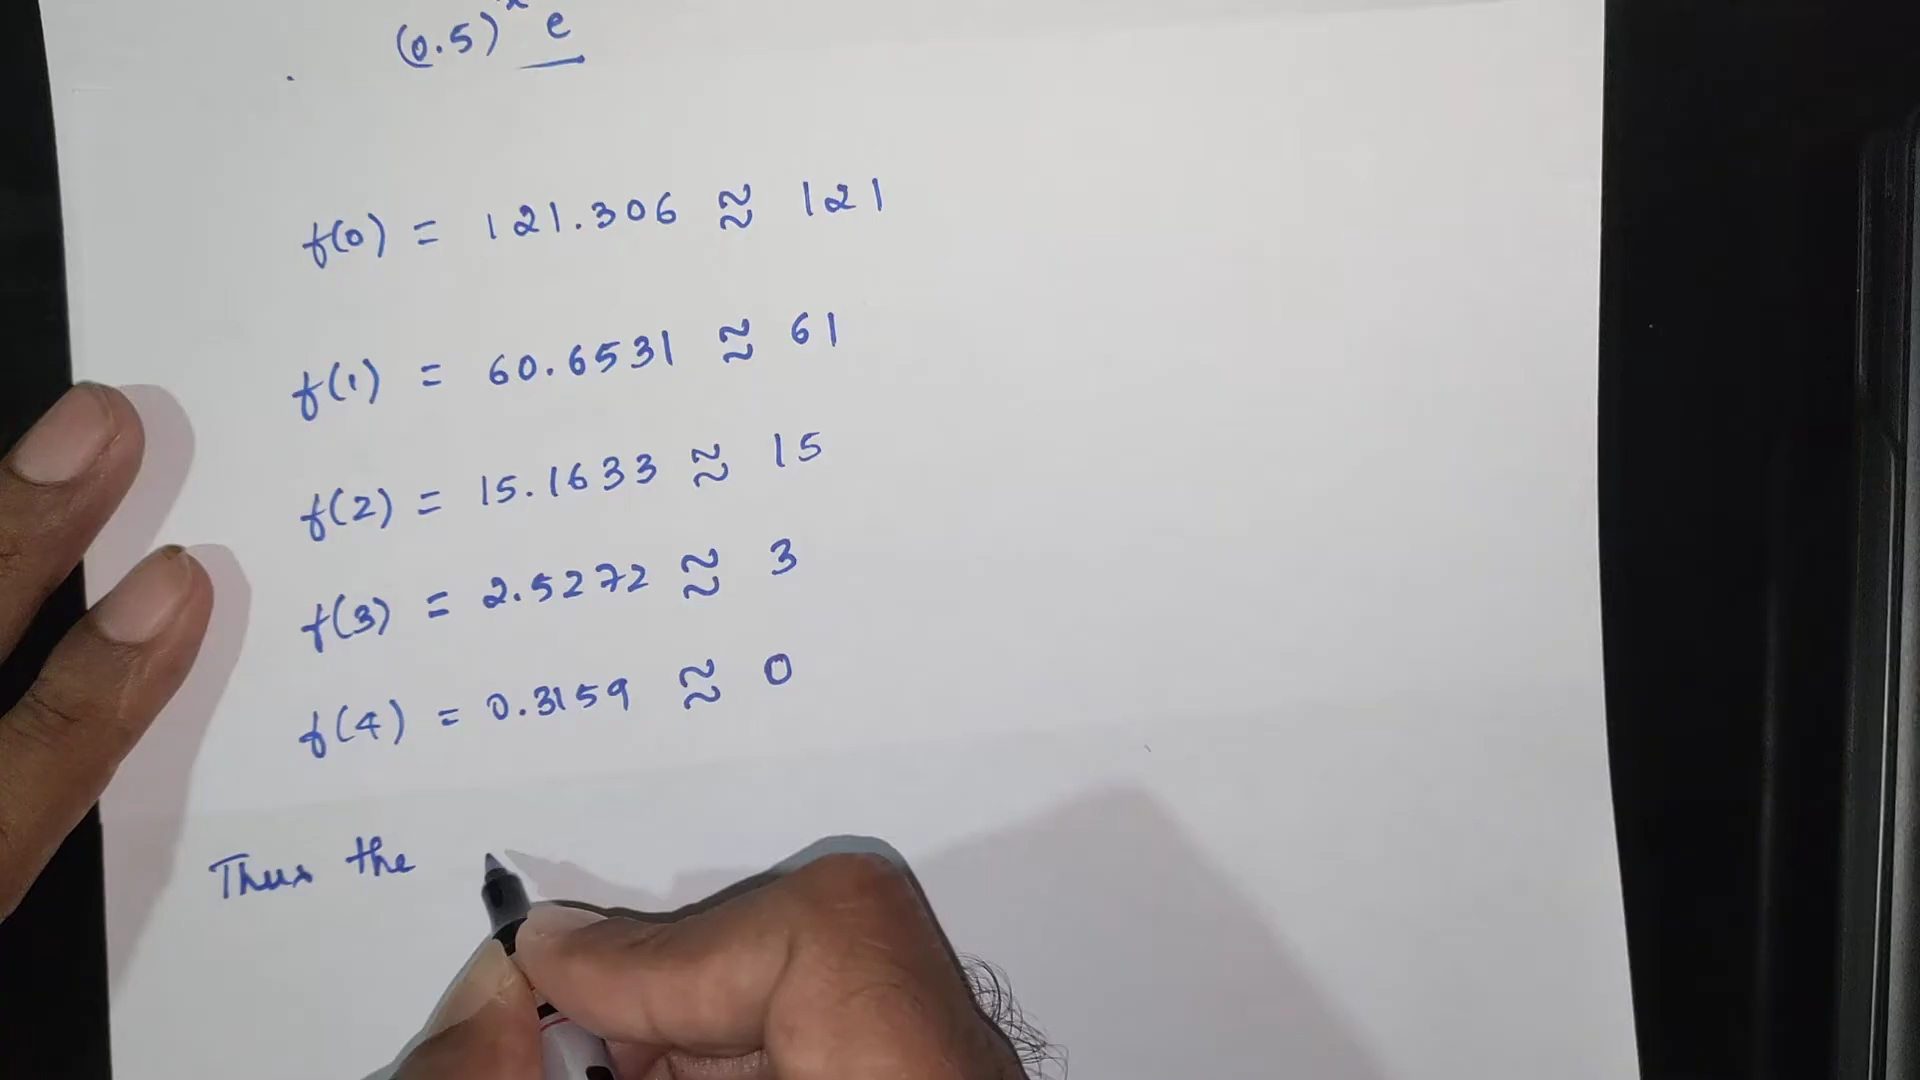 (0.5)^x e
f(0) = 121.306 ≈ 121
f(1) = 60.6531 ≈ 61
f(2) = 15.1633 ≈ 15
f(3) = 2.5272 ≈ 3
f(4) = 0.3159 ≈ 0
Thus the